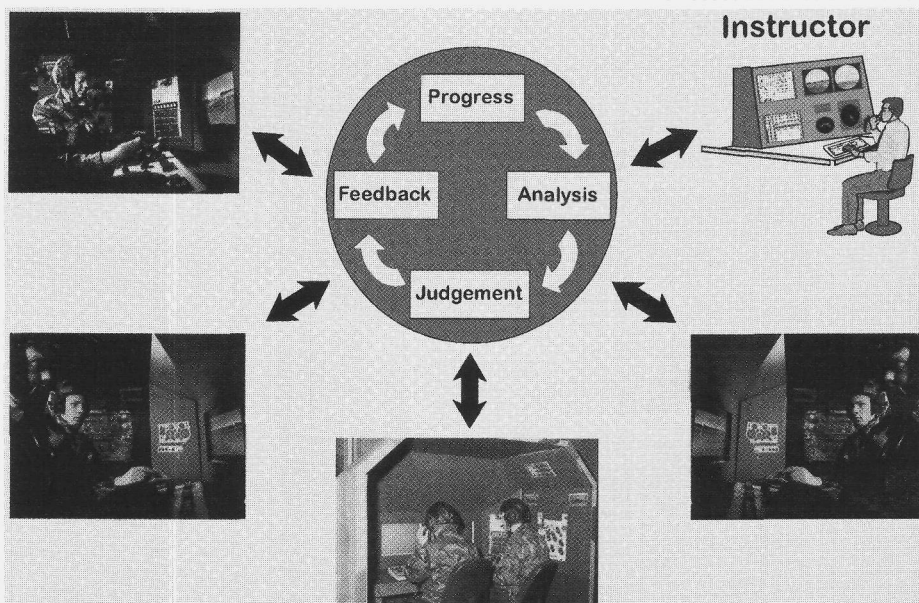 Instructor
Progress
Feedback
Analysis
Judgement